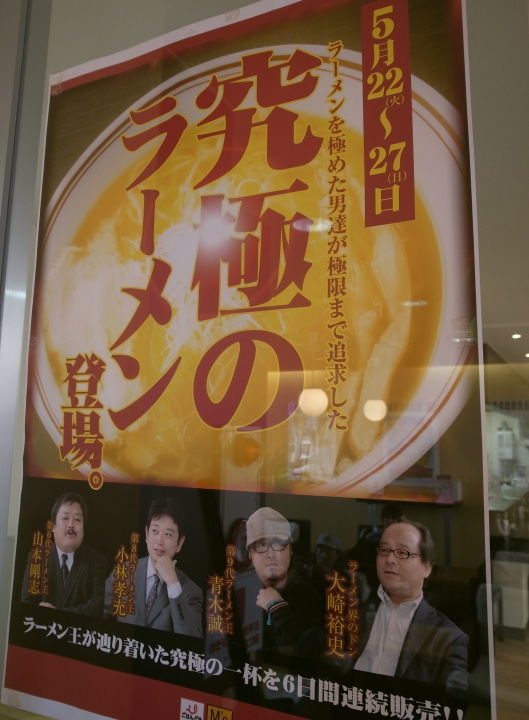 5月22(火)～27(日)日
ラーメンを極めた男達が極限まで追求した
究極の
ラーメン
登場。
ラーメン界のドン
大崎裕史
第9代ラーメン王
青木誠
第8代ラーメン王
小林孝充
山本剛志
ラーメン王が辿り着いた究極の一杯を6日間連続販売!!